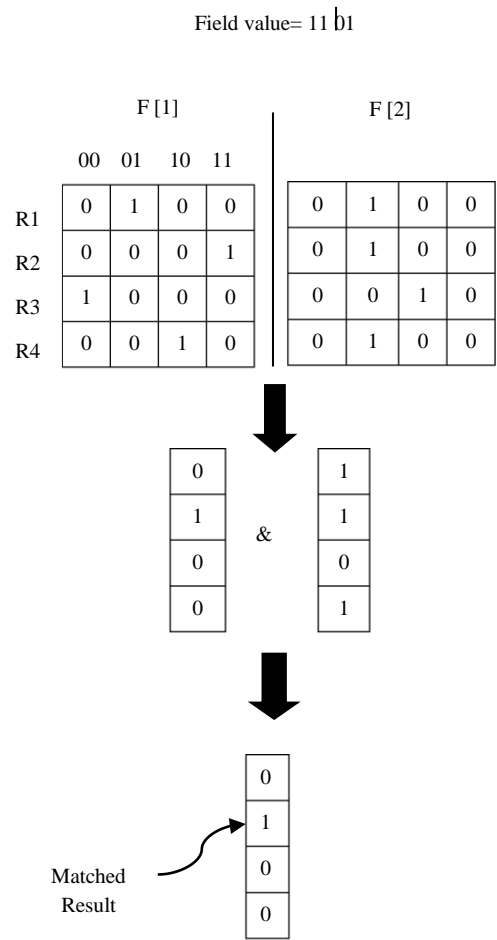 Field value= 11 01
F [1] F [2]
00 01 10 11
R1 0 1 0 0 0 1 0 0
R2 0 0 0 1 0 1 0 0
R3 1 0 0 0 0 0 1 0
R4 0 0 1 0 0 1 0 0
0 1
1 1
&
0 0
0 1
0
1
0
0
Matched
Result